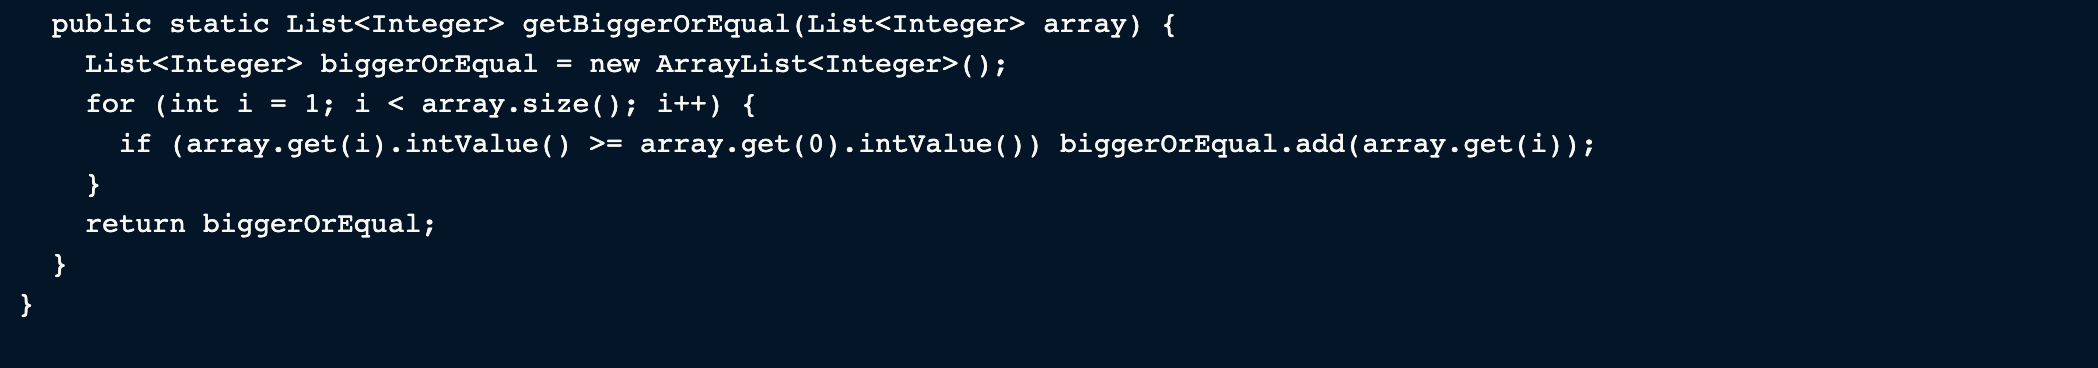 public static List<Integer> getBiggerOrEqual(List<Integer> array) {
List<Integer> biggerOrEqual = new ArrayList<Integer>();
for (int i = 1; i < array.size(); i++) {
if (array.get(i).intValue() >= array.get(0).intValue()) biggerOrEqual.add(array.get(i));
}
return biggerOrEqual;
}
}